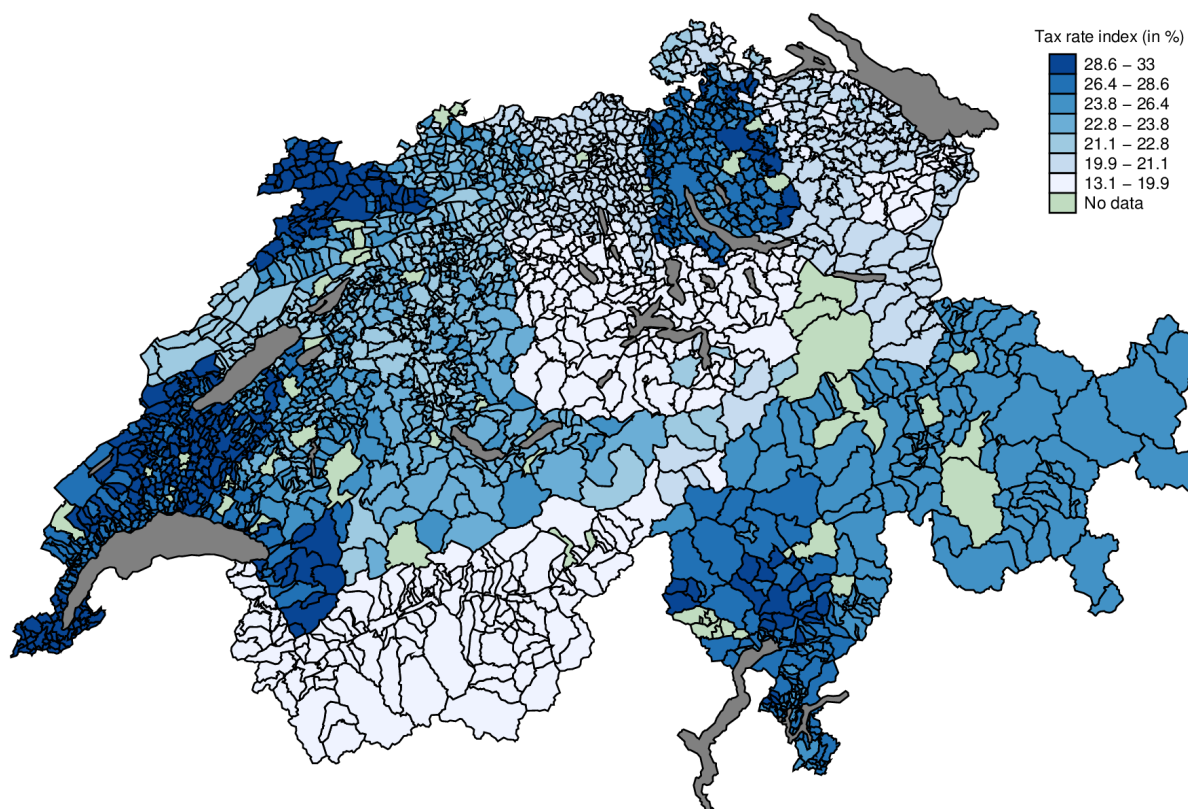 Tax rate index (in %)
28.6 – 33
26.4 – 28.6
23.8 – 26.4
22.8 – 23.8
21.1 – 22.8
19.9 – 21.1
13.1 – 19.9
No data